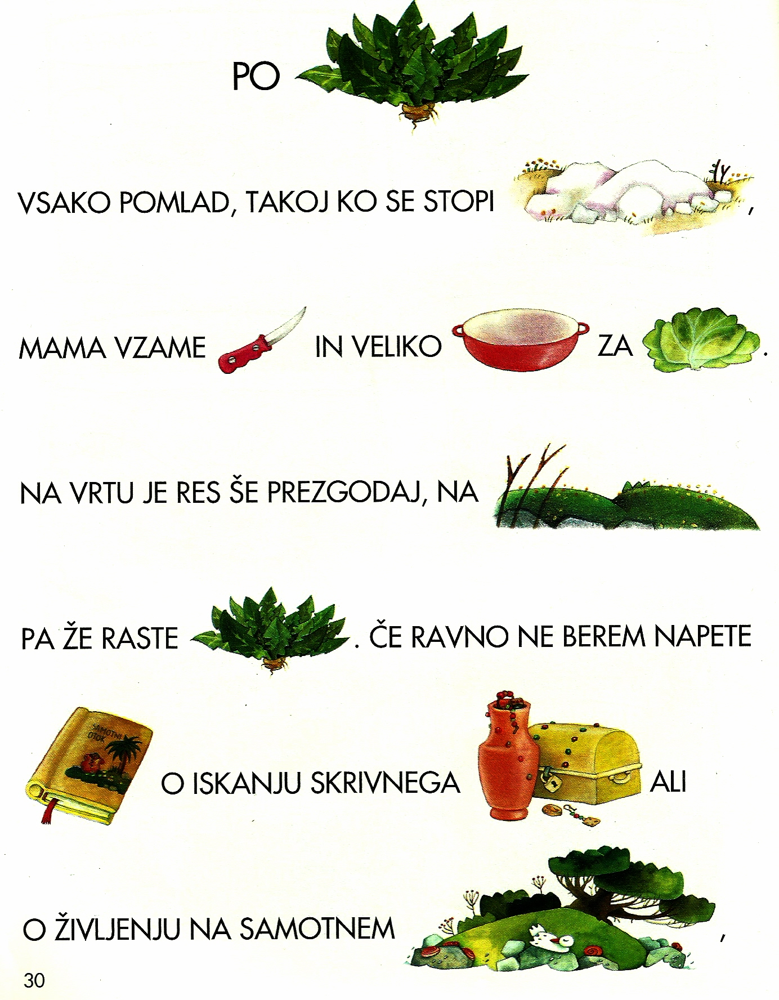 PO
VSAKO POMLAD, TAKOJ KO SE STOPI ,
MAMA VZAME IN VELIKO ZA .
NA VRTU JE RES ŠE PREZGODAJ, NA
PA ŽE RASTE . ČE RAVNO NE BEREM NAPETE
SAMOTNI
OTOK
O ISKANJU SKRIVNEGA ALI
O ŽIVLJENJU NA SAMOTNEM ,
30